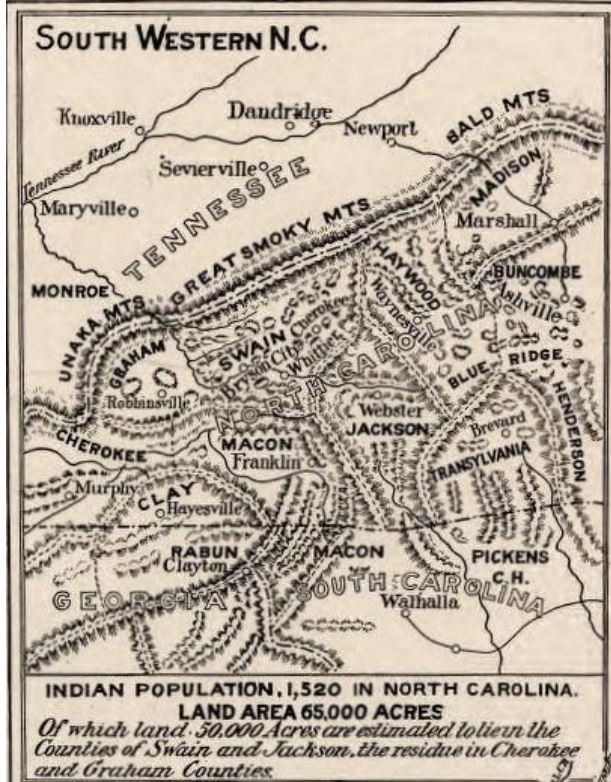 SOUTH WESTERN N.C.
Knoxville
Dandridge
Newport
BALD MTS
Tennessee River
Sevierville
TENNESSEE
MADISON
Maryville
GREAT SMOKY MTS
Marshall
MONROE
HAYWOOD
BUNCOMBE
Asheville
UNAKA MTS
SWAIN
Cherokee
Waynesville
GRAHAM
Bryson City
Whittier
NORTH CAROLINA
BLUE RIDGE
Robbinsville
HENDERSON
Webster
JACKSON
Brevard
CHEROKEE
MACON
Franklin
TRANSYLVANIA
Murphy
CLAY
Hayesville
RABUN
Clayton
MACON
PICKENS
C.H.
GEORGIA
SOUTH CAROLINA
Walhalla
INDIAN POPULATION, 1,520 IN NORTH CAROLINA.
LAND AREA 65,000 ACRES
Of which land 50.000 Acres are estimated to lie in the
Counties of Swain and Jackson, the residue in Cherokee
and Graham Counties.